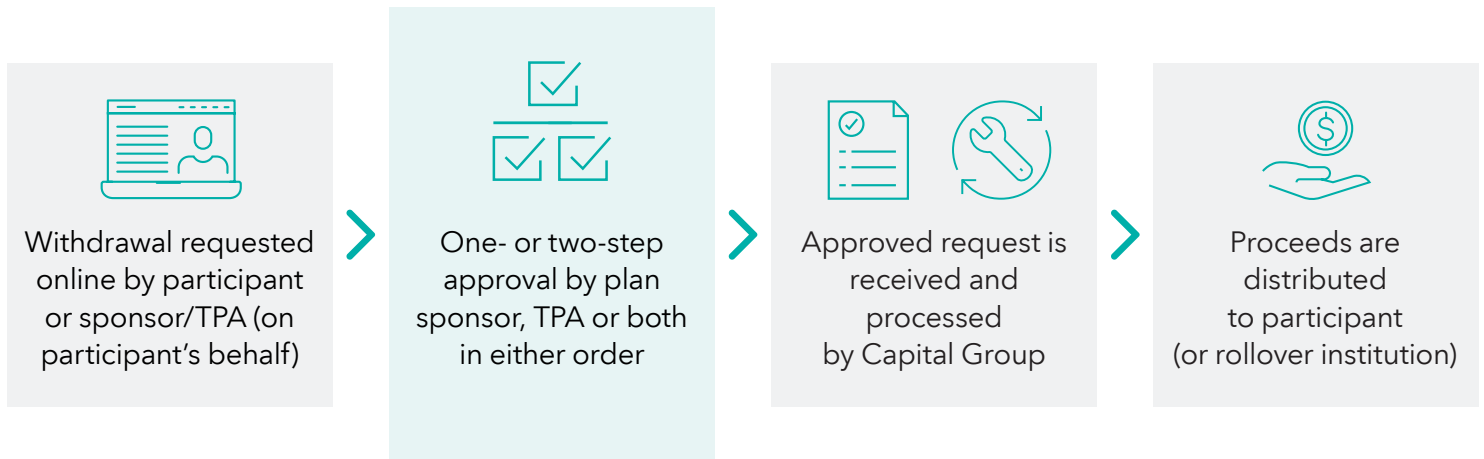 Withdrawal requested
online by participant
or sponsor/TPA (on
participant’s behalf)
One- or two-step
approval by plan
sponsor, TPA or both
in either order
Approved request is
received and
processed
by Capital Group
Proceeds are
distributed
to participant
(or rollover institution)